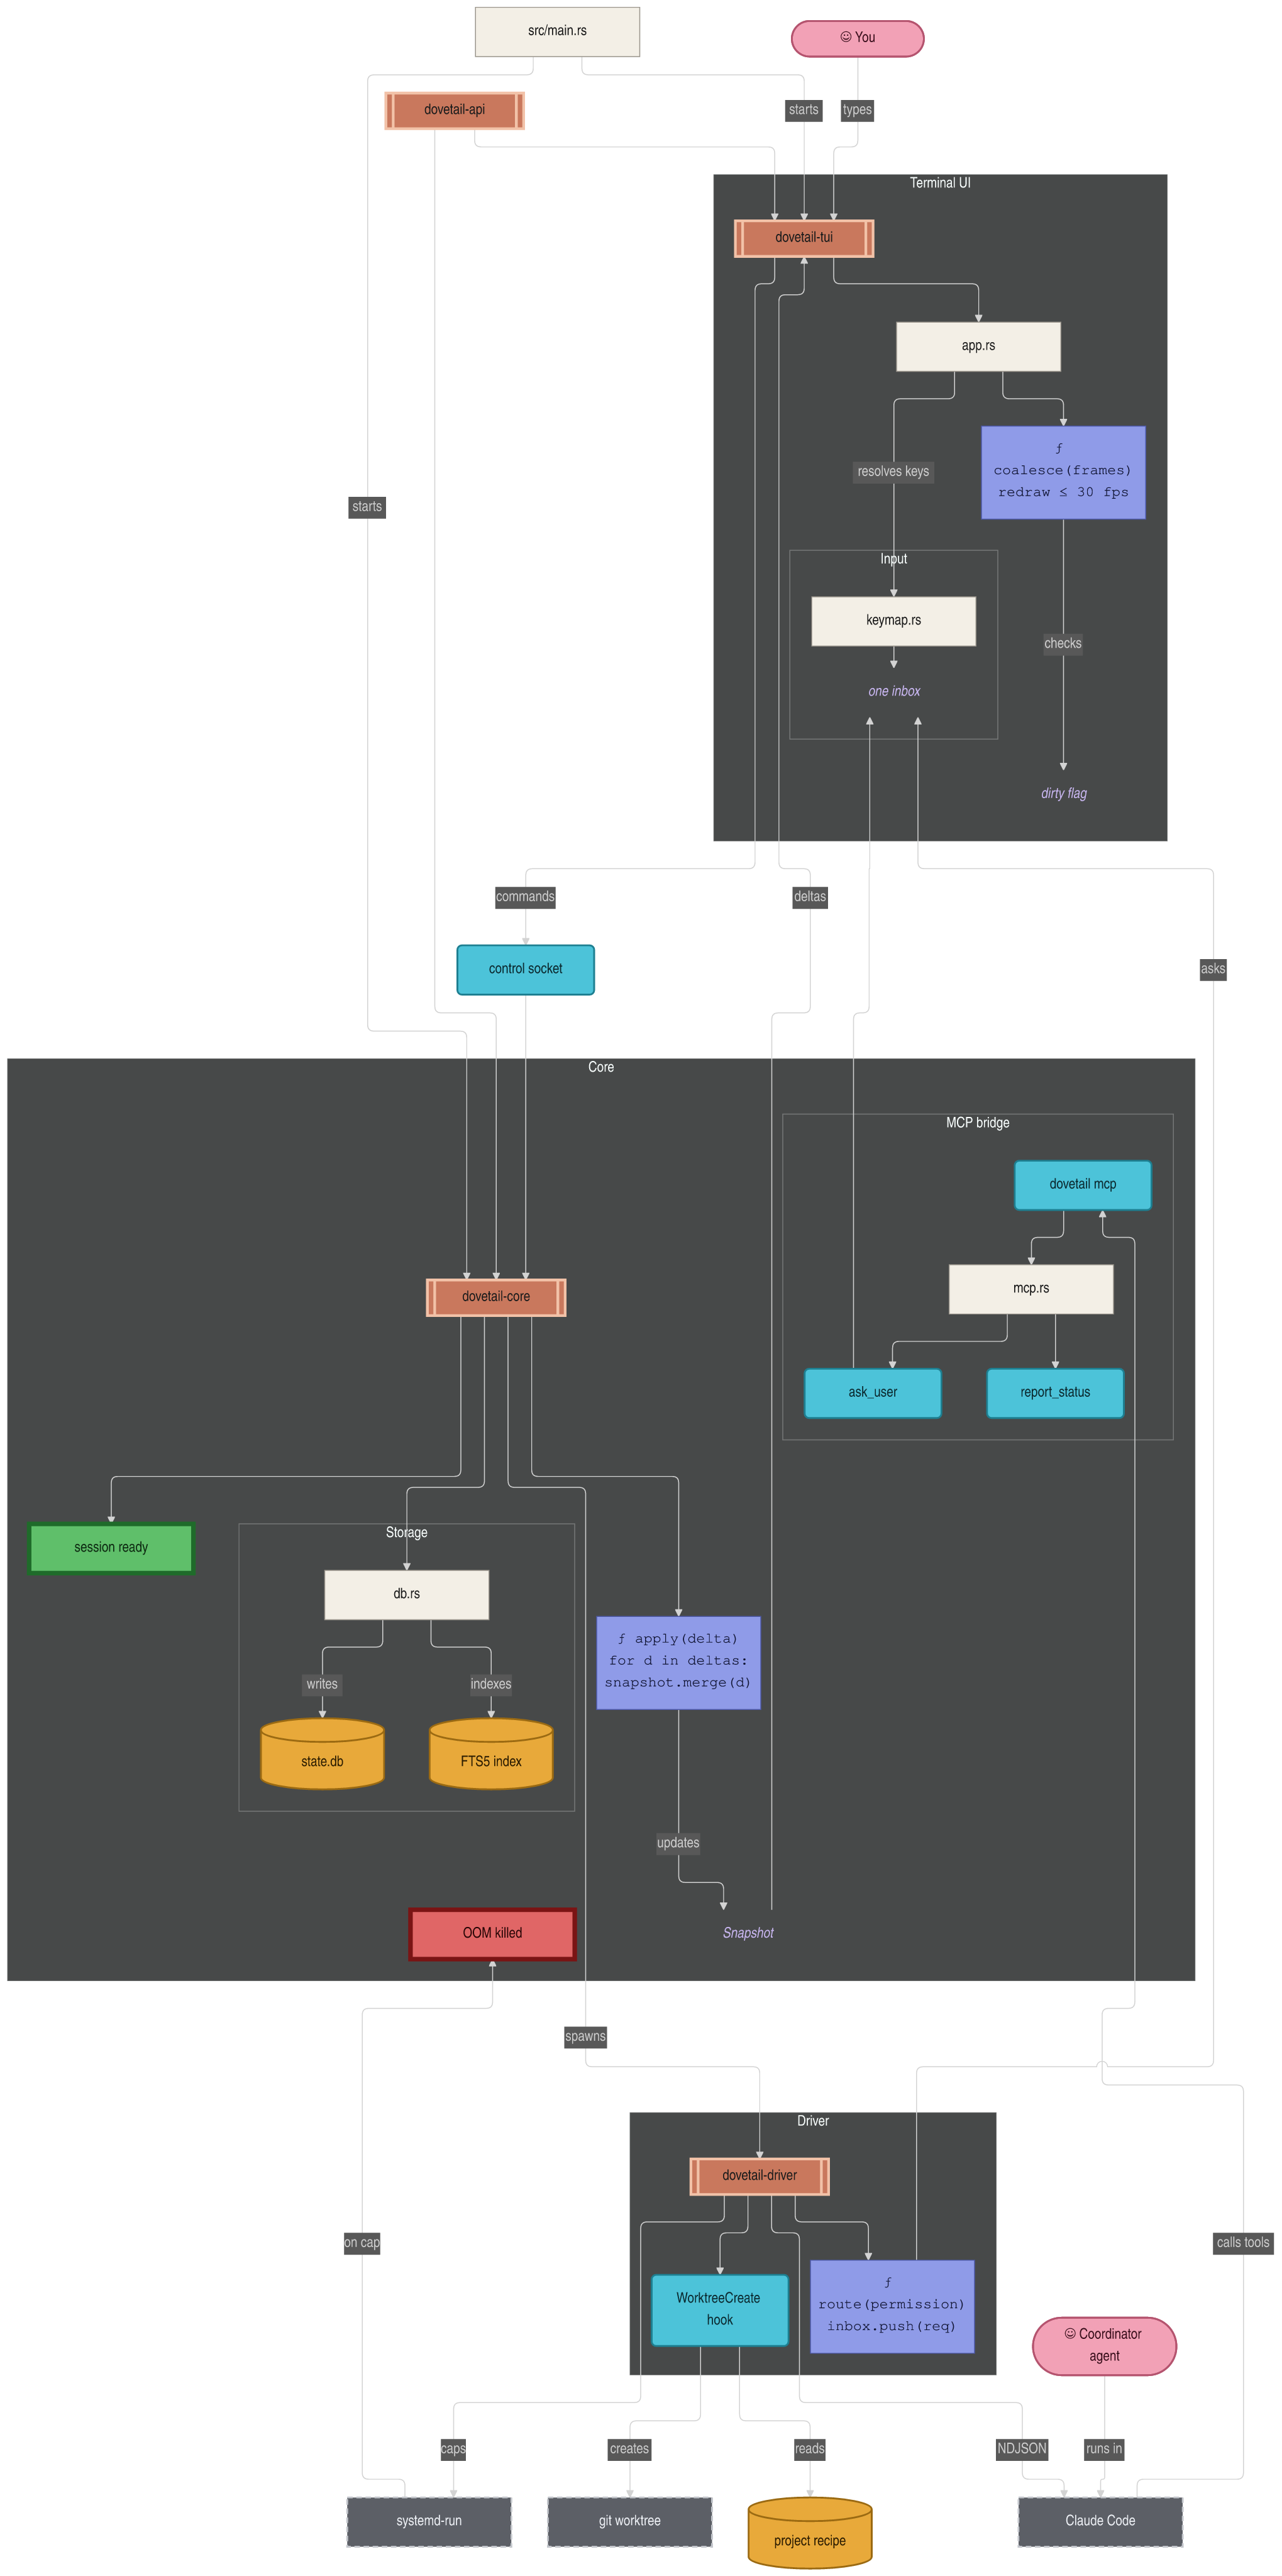 src/main.rs
☺ You
dovetail-api
starts
types
Terminal UI
dovetail-tui
app.rs
ƒ
coalesce(frames)
redraw ≤ 30 fps
resolves keys
starts
Input
keymap.rs
checks
one inbox
dirty flag
commands
deltas
control socket
asks
Core
MCP bridge
dovetail mcp
dovetail-core
mcp.rs
ask_user
report_status
session ready
Storage
db.rs
ƒ apply(delta)
for d in deltas:
snapshot.merge(d)
writes
indexes
state.db
FTS5 index
updates
OOM killed
Snapshot
spawns
Driver
dovetail-driver
on cap
calls tools
WorktreeCreate
hook
ƒ
route(permission)
inbox.push(req)
☺ Coordinator
agent
caps
creates
reads
NDJSON
runs in
systemd-run
git worktree
project recipe
Claude Code